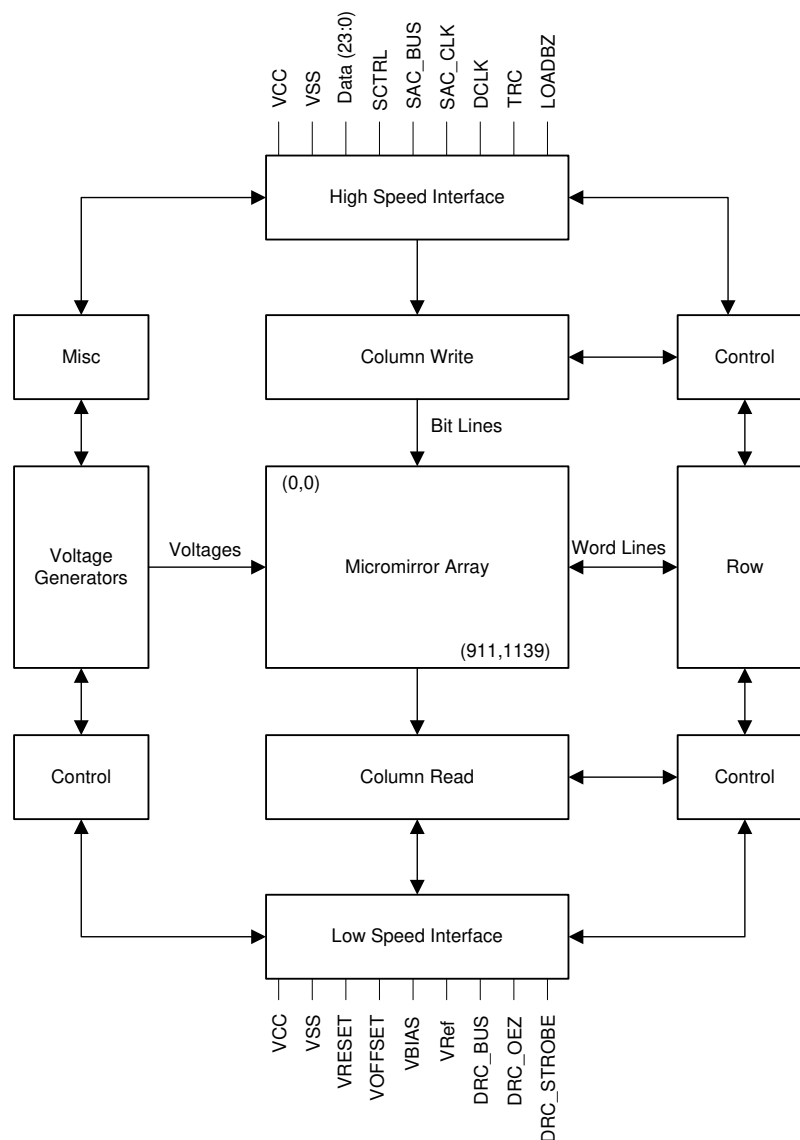 VCC
VSS
Data (23:0)
SCTRL
SAC_BUS
SAC_CLK
DCLK
TRC
LOADBZ
High Speed Interface
Misc
Column Write
Control
Bit Lines
(0,0)
Voltage
Generators
Voltages
Micromirror Array
Word Lines
Row
(911,1139)
Control
Column Read
Control
Low Speed Interface
VCC
VSS
VRESET
VOFFSET
VBIAS
VRef
DRC_BUS
DRC_OEZ
DRC_STROBE